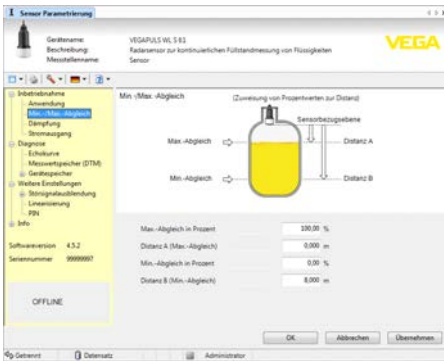 Sensor Parametrierung
Gerätename: VEGAPULS WL S 61
Beschreibung: Radarsensor zur kontinuierlichen Füllstandmessung von Flüssigkeiten
Messstellenname: Sensor
VEGA
Inbetriebnahme
Anwendung
Min.-/Max.-Abgleich
Dämpfung
Stromausgang
Diagnose
Echokurve
Messwertspeicher (DTM)
Gerätespeicher
Weitere Einstellungen
Störsignalausblendung
Linearisierung
PIN
Info
Softwareversion 4.5.2
Seriennummer 99999997
OFFLINE
Min.-/Max.-Abgleich
(Zuweisung von Prozentwerten zur Distanz)
Sensorbezugsebene
Max.-Abgleich
Distanz A
Min.-Abgleich
Distanz B
Max.-Abgleich in Prozent 100,00 %
Distanz A (Max.-Abgleich) 0,000 m
Min.-Abgleich in Prozent 0,00 %
Distanz B (Min.-Abgleich) 8,000 m
OK
Abbrechen
Übernehmen
Getrennt
Datensatz
Administrator